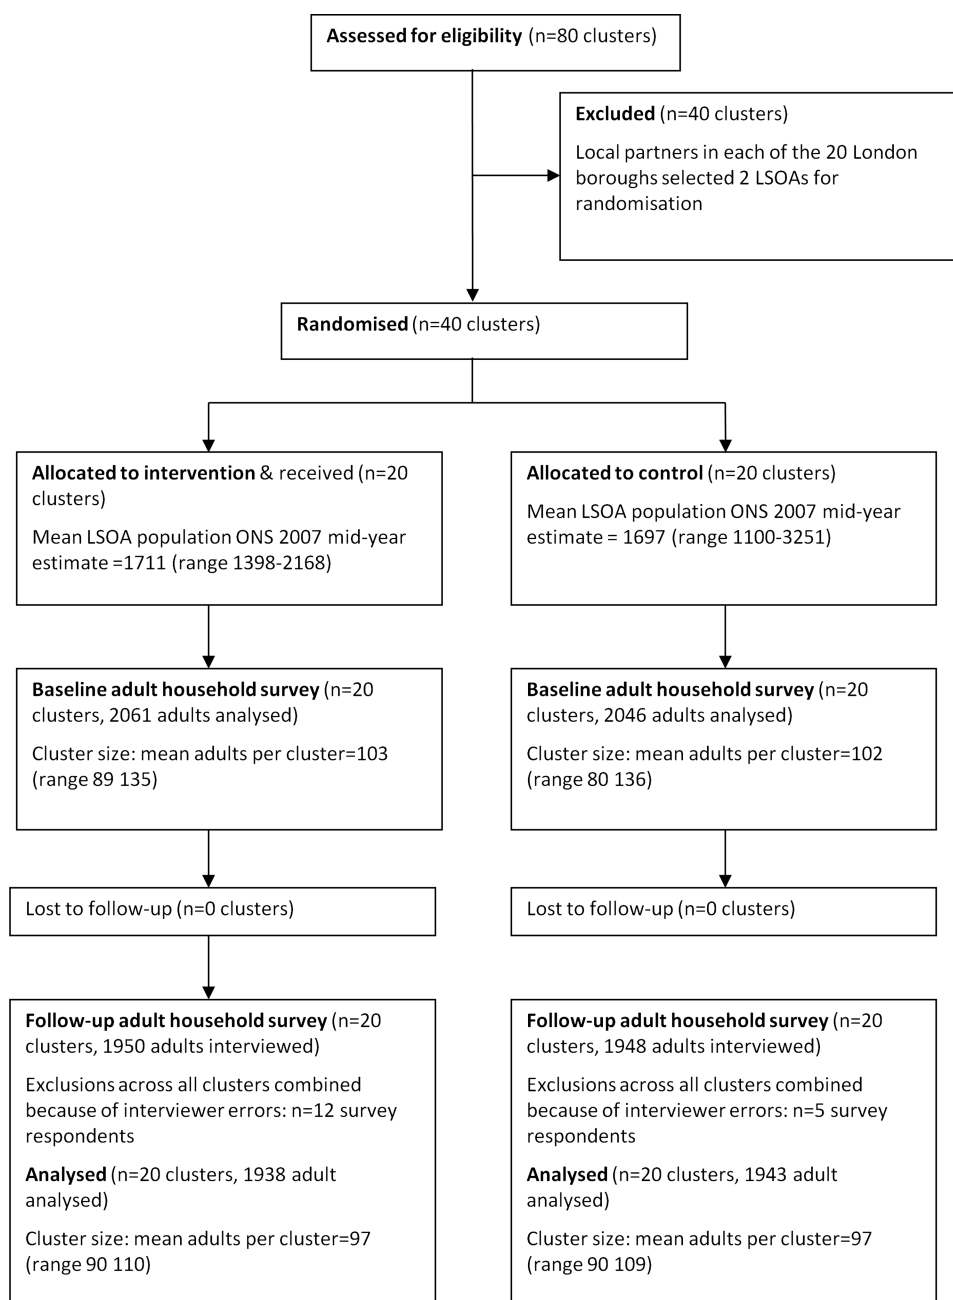 Assessed for eligibility (n=80 clusters)
Excluded (n=40 clusters)
Local partners in each of the 20 London
boroughs selected 2 LSOAs for
randomisation
Randomised (n=40 clusters)
Allocated to intervention & received (n=20
clusters)
Mean LSOA population ONS 2007 mid-year
estimate =1711 (range 1398-2168)
Allocated to control (n=20 clusters)
Mean LSOA population ONS 2007 mid-year
estimate = 1697 (range 1100-3251)
Baseline adult household survey (n=20
clusters, 2061 adults analysed)
Cluster size: mean adults per cluster=103
(range 89 135)
Baseline adult household survey (n=20
clusters, 2046 adults analysed)
Cluster size: mean adults per cluster=102
(range 80 136)
Lost to follow-up (n=0 clusters)
Lost to follow-up (n=0 clusters)
Follow-up adult household survey (n=20
clusters, 1950 adults interviewed)
Exclusions across all clusters combined
because of interviewer errors: n=12 survey
respondents
Analysed (n=20 clusters, 1938 adult
analysed)
Cluster size: mean adults per cluster=97
(range 90 110)
Follow-up adult household survey (n=20
clusters, 1948 adults interviewed)
Exclusions across all clusters combined
because of interviewer errors: n=5 survey
respondents
Analysed (n=20 clusters, 1943 adult
analysed)
Cluster size: mean adults per cluster=97
(range 90 109)